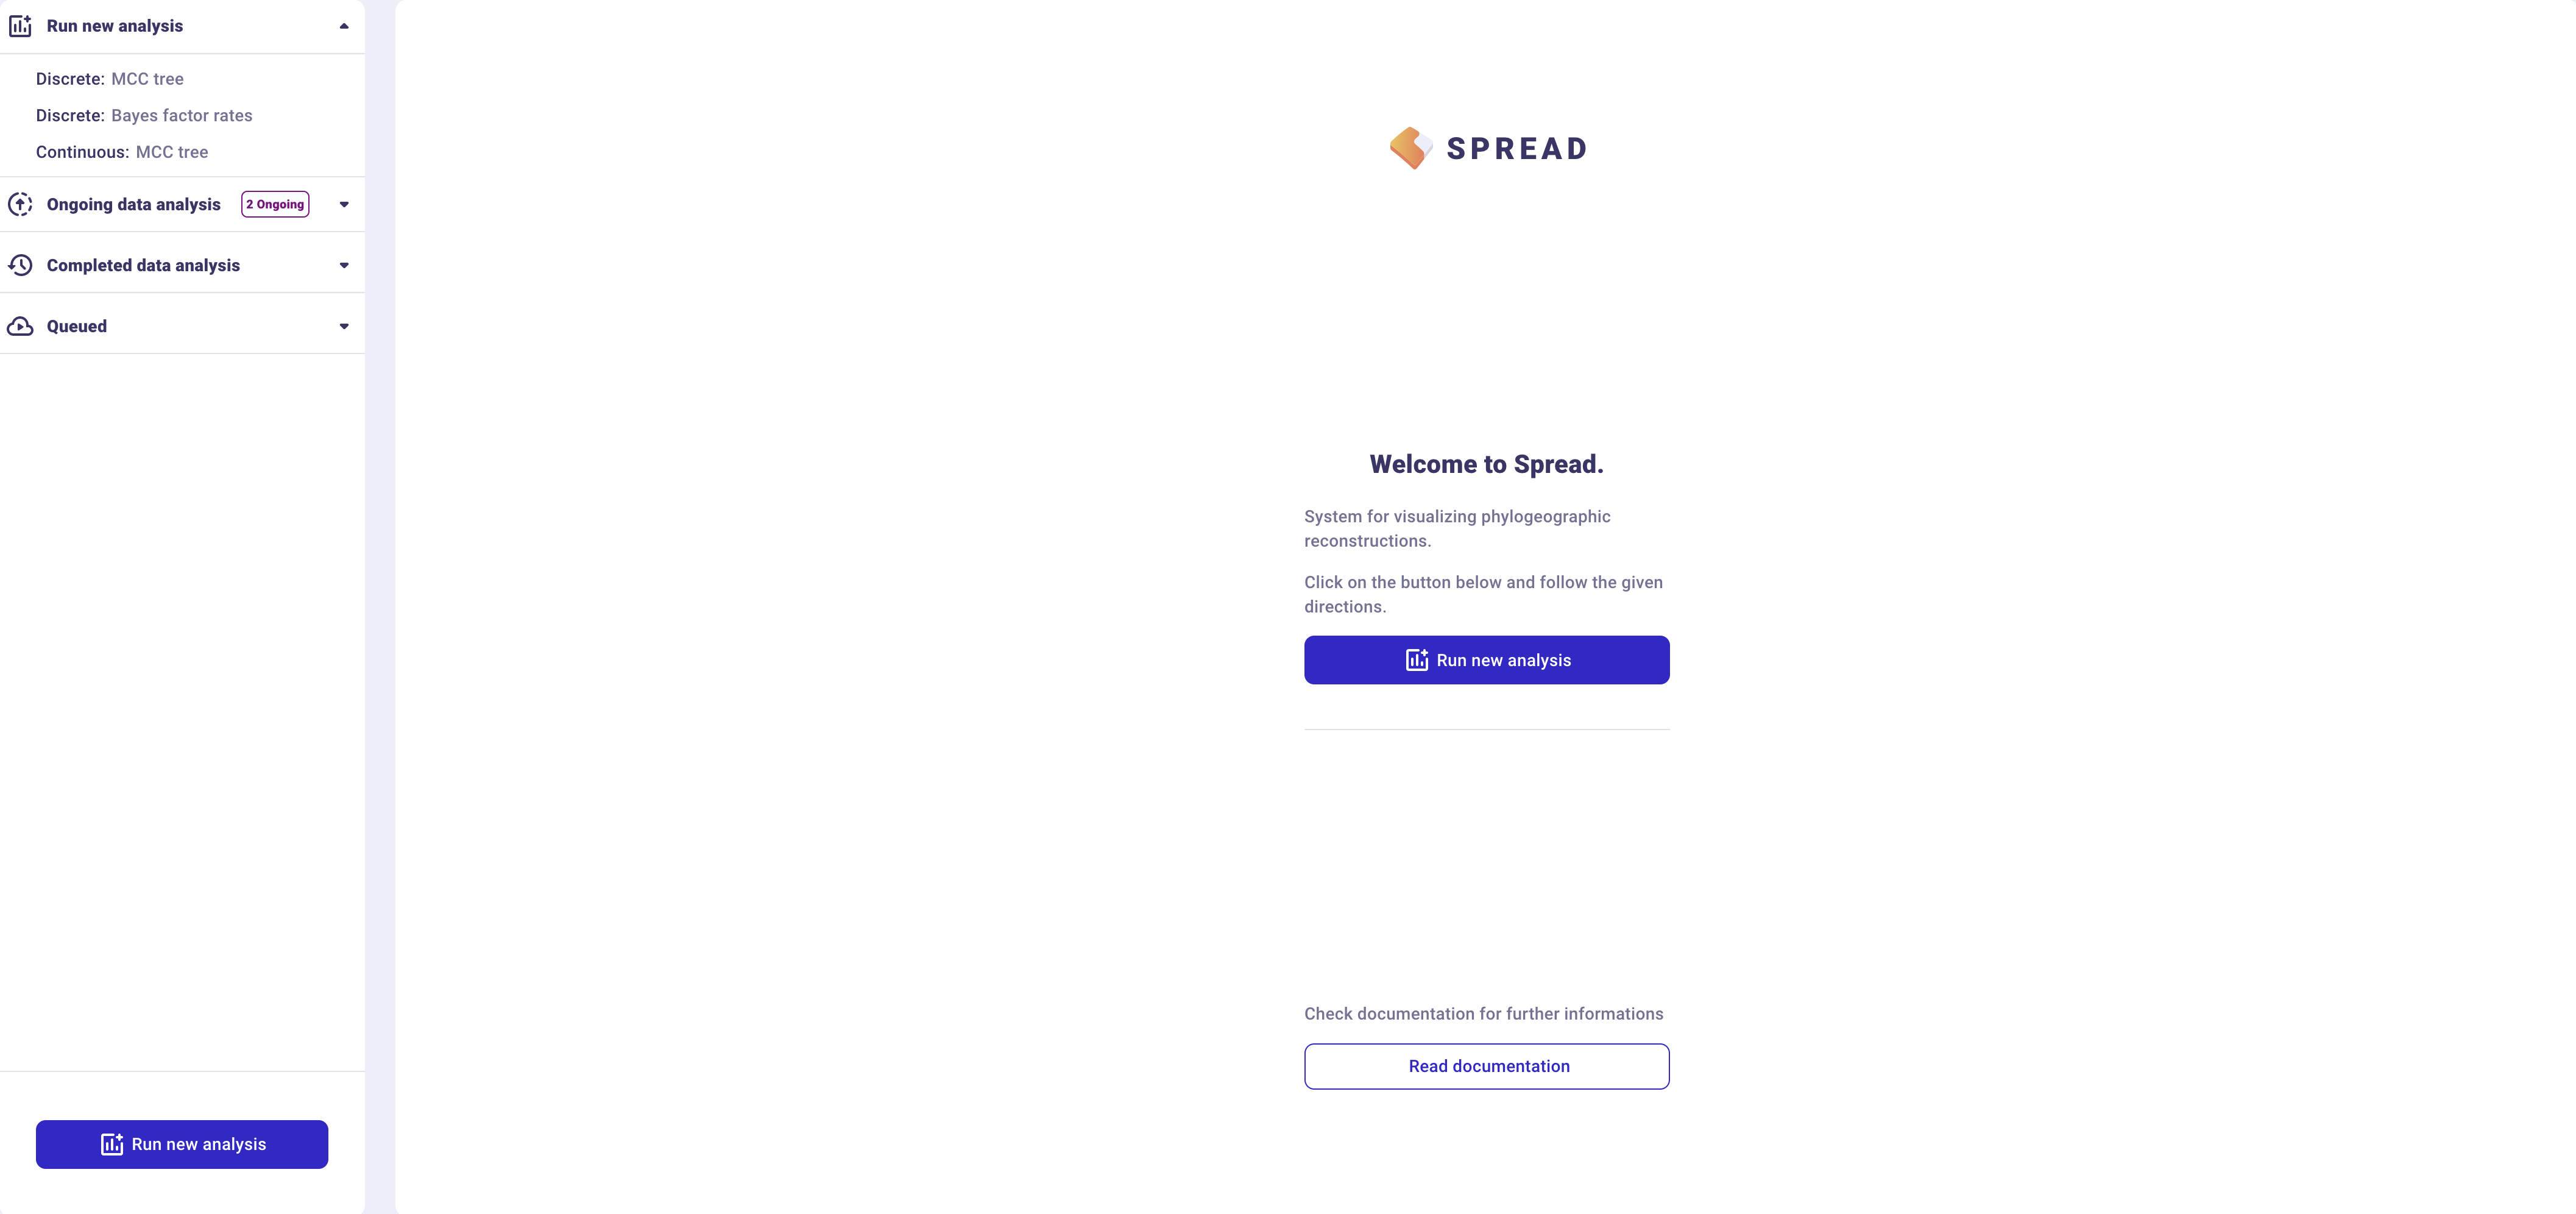 Run new analysis
Discrete: MCC tree
Discrete: Bayes factor rates
Continuous: MCC tree
Ongoing data analysis 2 Ongoing
Completed data analysis
Queued
Run new analysis
SPREAD
Welcome to Spread.
System for visualizing phylogeographic
reconstructions.
Click on the button below and follow the given
directions.
Run new analysis
Check documentation for further informations
Read documentation